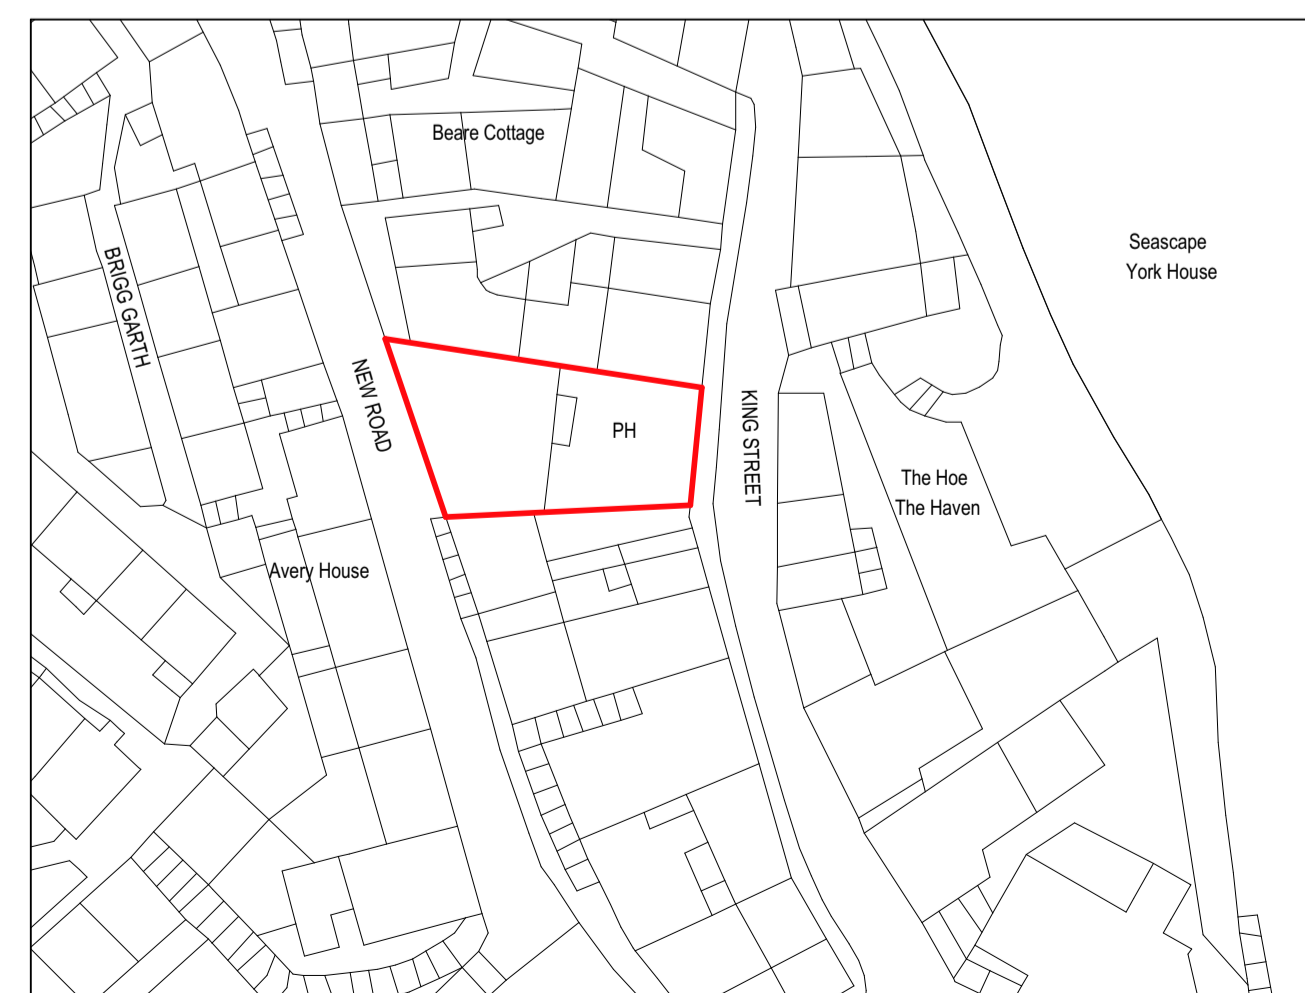 Beare Cottage
Seascape
York House
BRIGG GARTH
NEW ROAD
KING STREET
PH
The Hoe
The Haven
Avery House